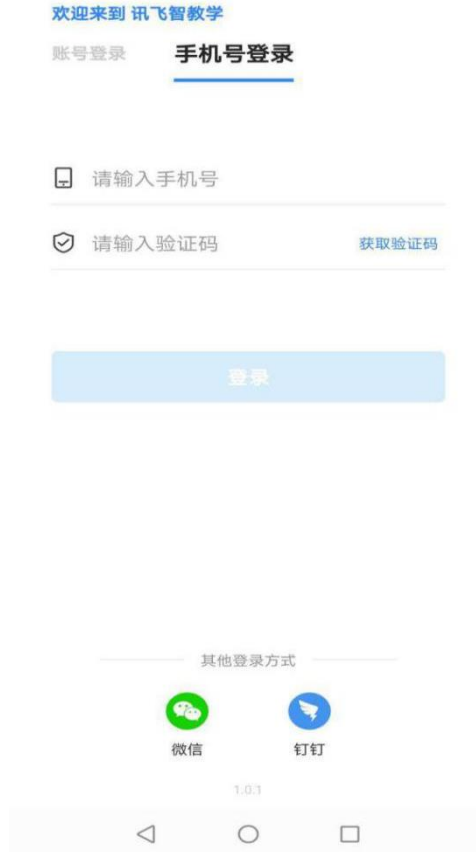 欢迎来到 讯飞智教学
账号登录 手机号登录
请输入手机号
请输入验证码 获取验证码
登录
其他登录方式
微信 钉钉
1.0.1